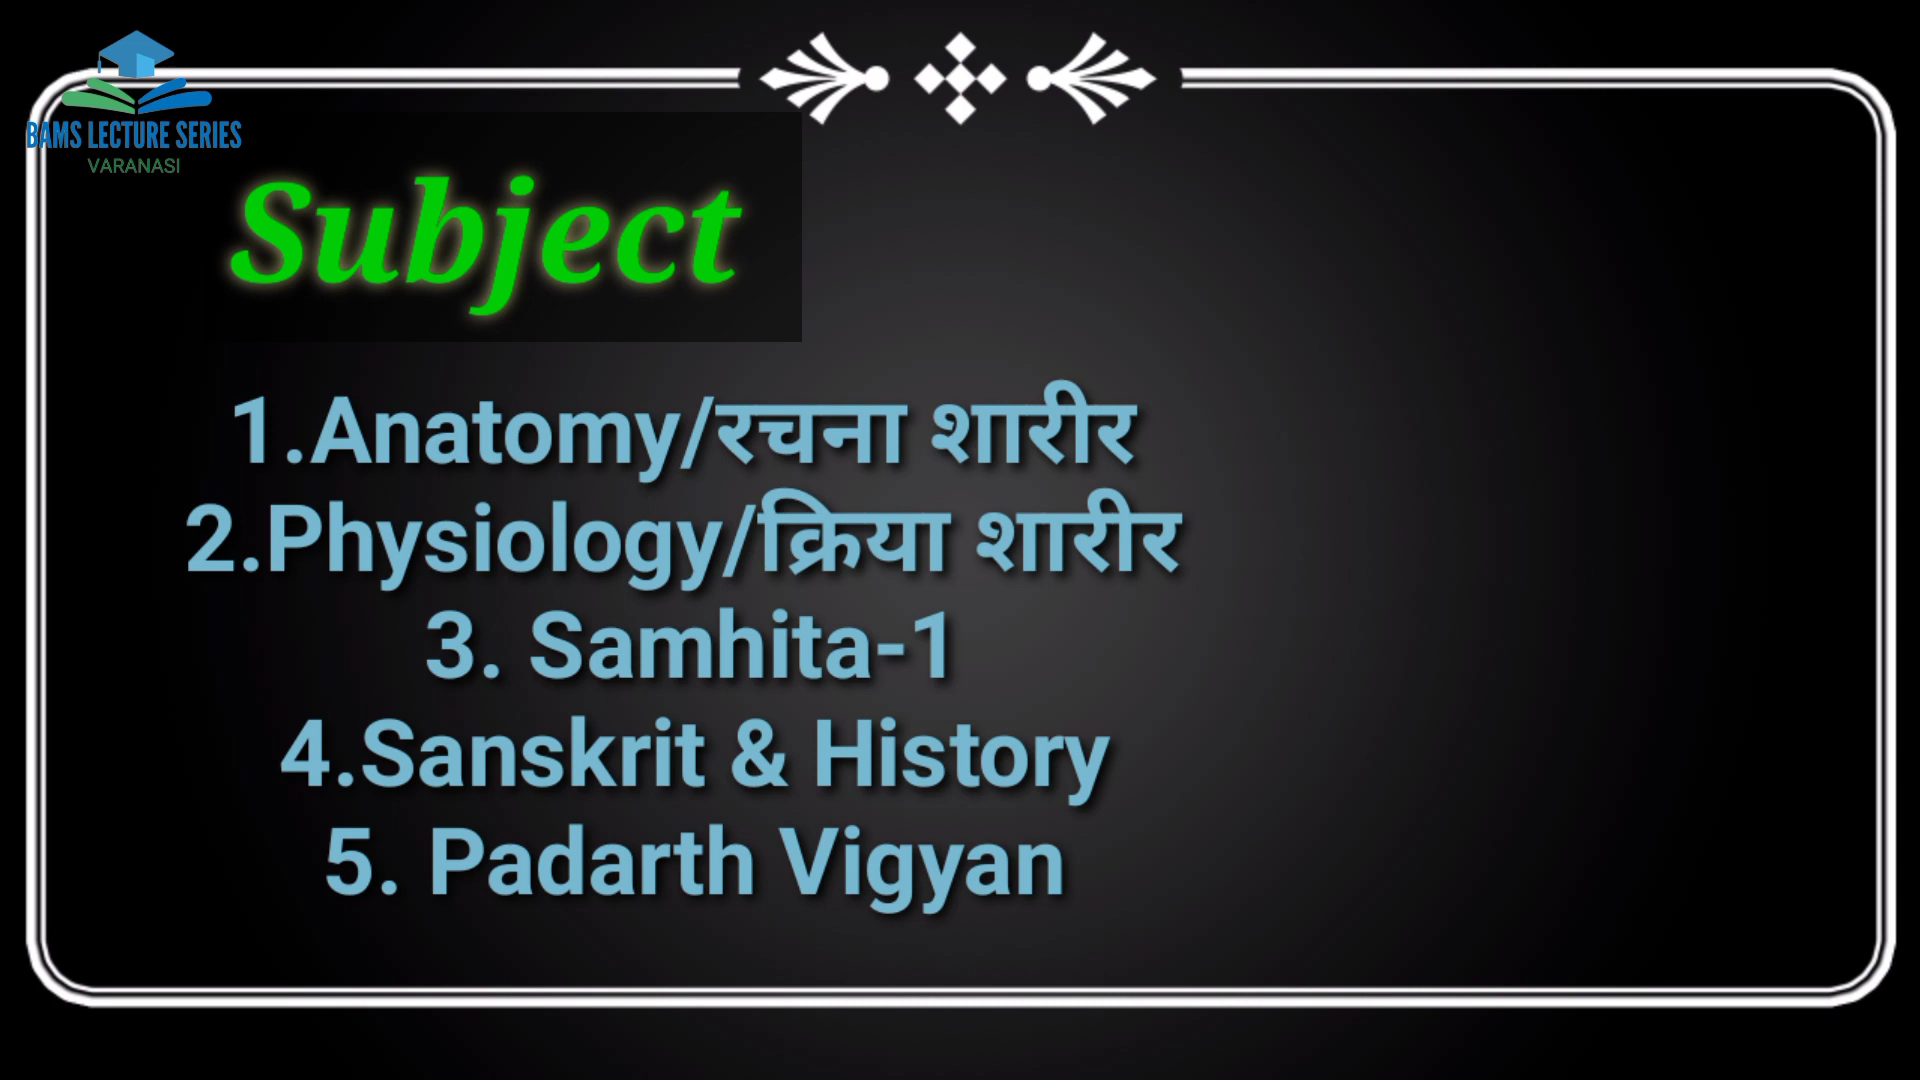 BAMS LECTURE SERIES
VARANASI
Subject
1.Anatomy/रचना शारीर
2.Physiology/क्रिया शारीर
3. Samhita-1
4.Sanskrit & History
5. Padarth Vigyan